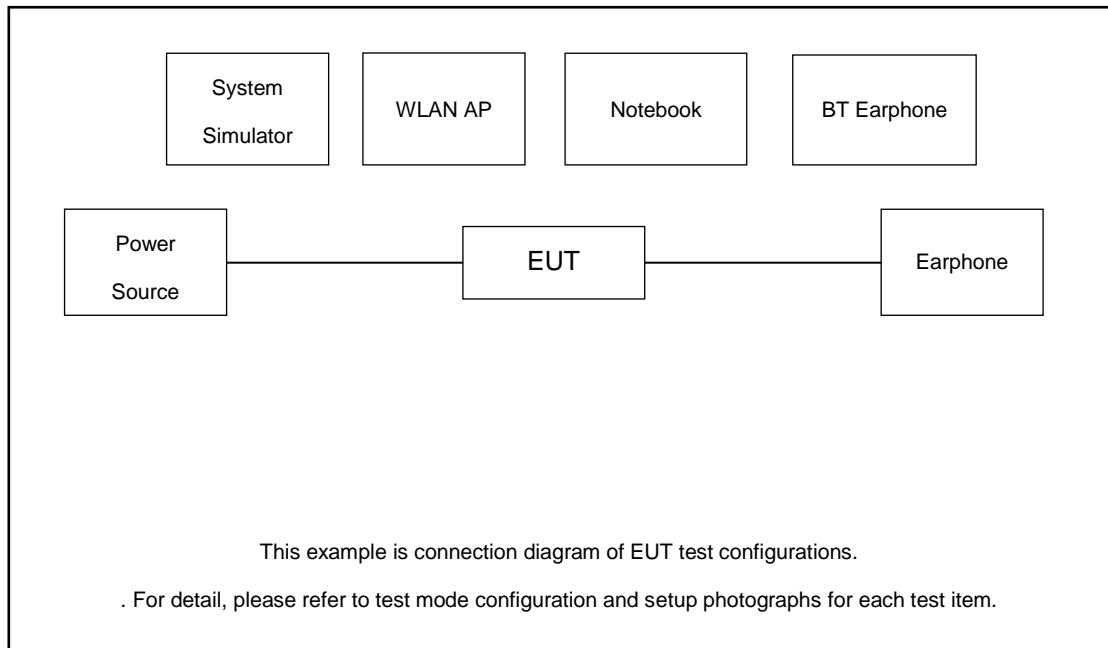 System
Simulator
WLAN AP
Notebook
BT Earphone
Power
Source
EUT
Earphone
This example is connection diagram of EUT test configurations.
. For detail, please refer to test mode configuration and setup photographs for each test item.